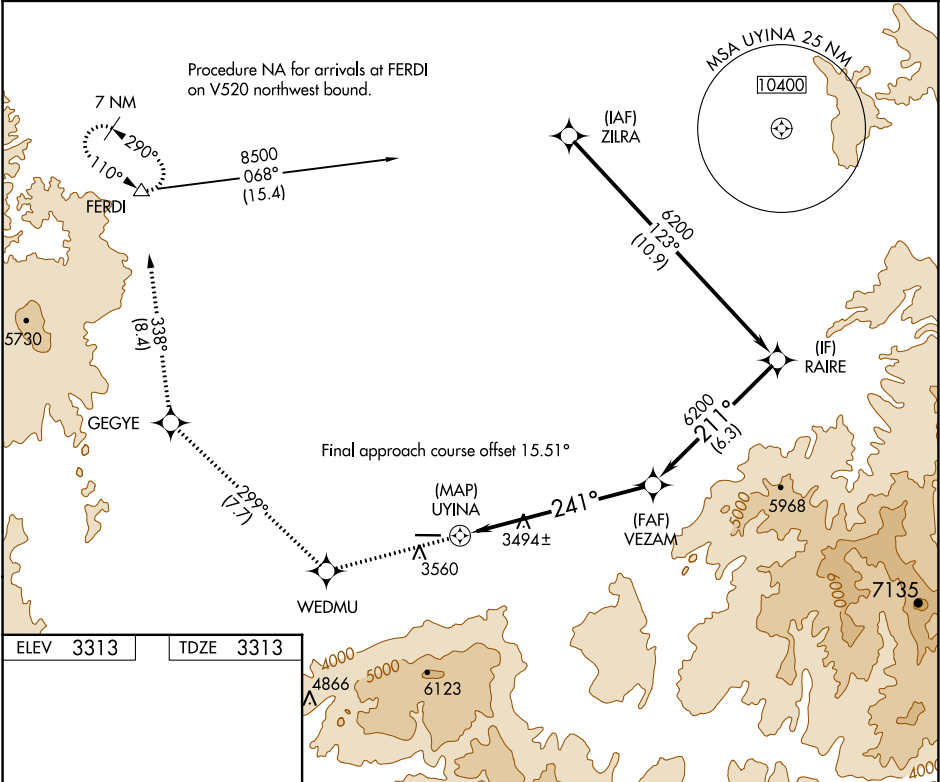 Procedure NA for arrivals at FERDI
on V520 northwest bound.
MSA UYINA 25 NM
10400
7 NM
290°
110°
FERDI
8500
068°
(15.4)
(IAF)
ZILRA
6200
123°
(10.9)
(IF)
RAIRE
5730
338°
(8.4)
GEGYE
6200
211°
(6.3)
Final approach course offset 15.51°
299°
(7.7)
(MAP)
UYINA
241°
3494±
3560
(FAF)
VEZAM
5000
5968
6000
7135
WEDMU
ELEV 3313
TDZE 3313
4000
5000
4866
6123
4000